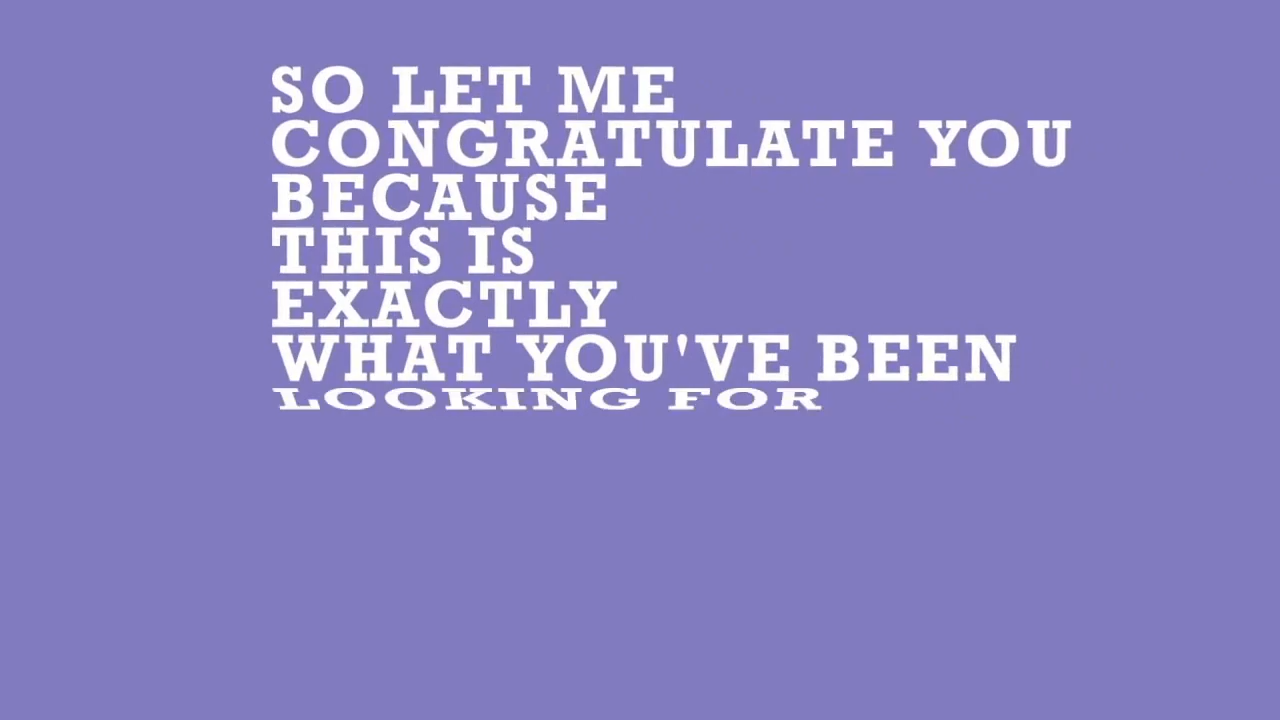 SO LET ME
CONGRATULATE YOU
BECAUSE
THIS IS
EXACTLY
WHAT YOU'VE BEEN
LOOKING FOR